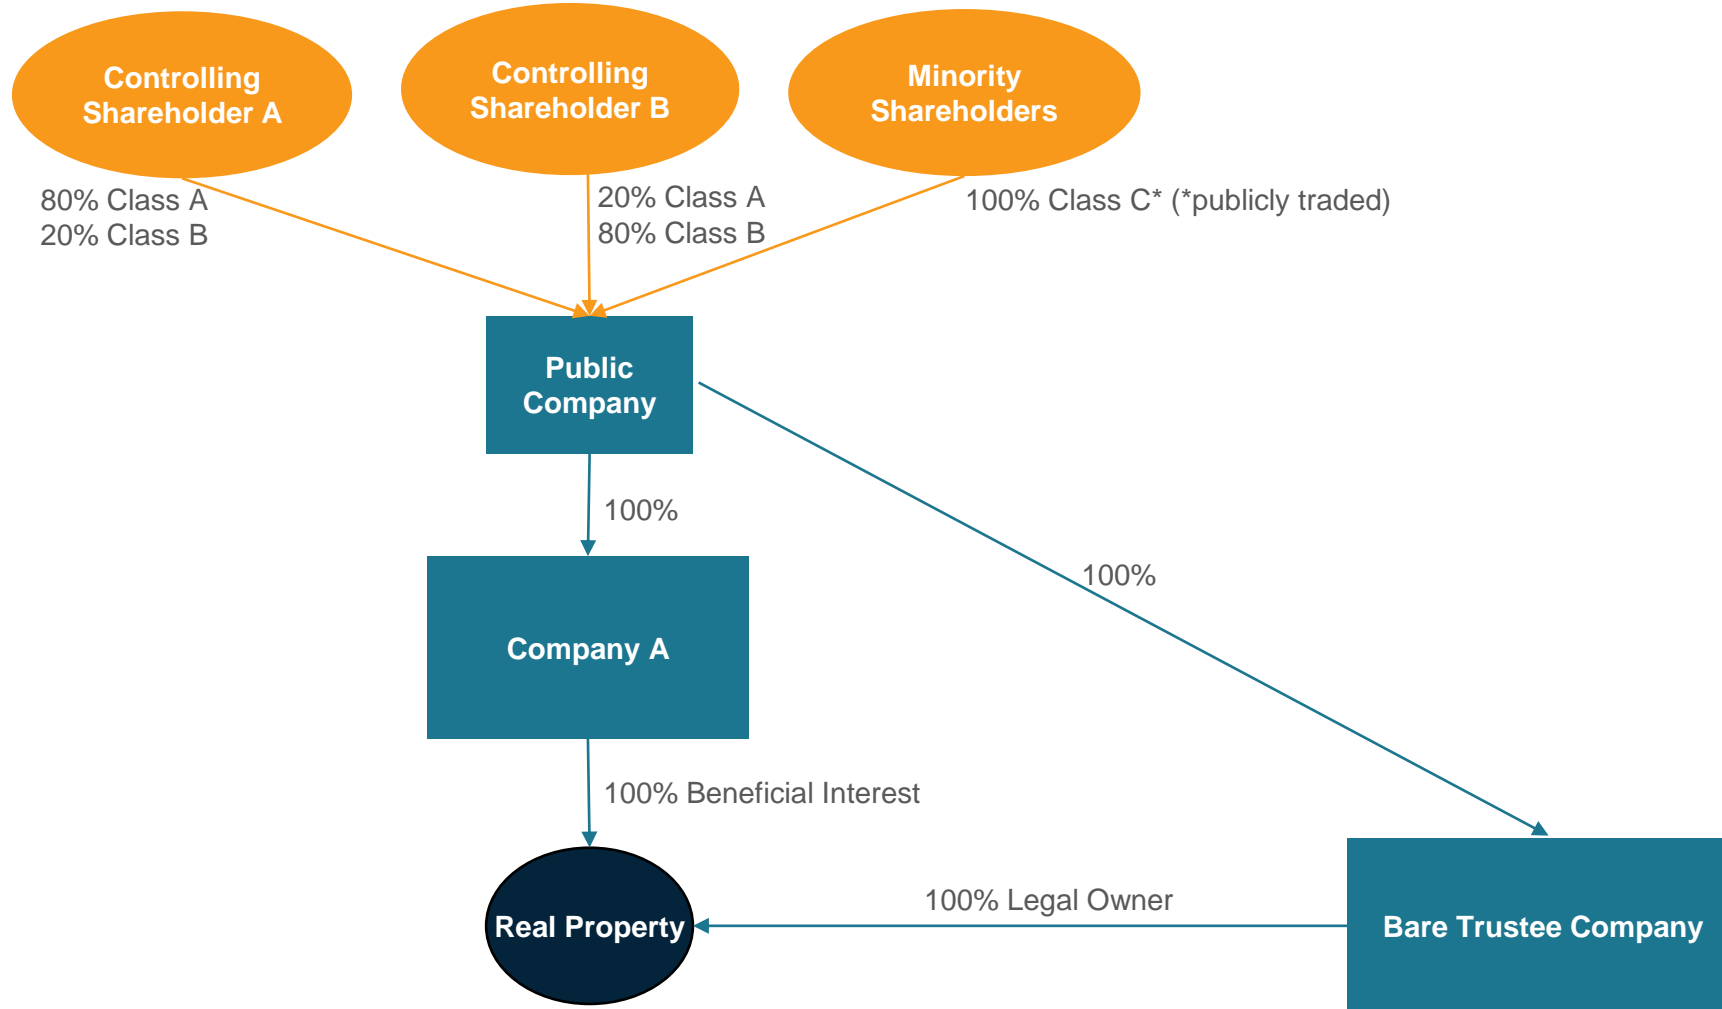 Controlling
Shareholder A
Controlling
Shareholder B
Minority
Shareholders
80% Class A
20% Class B
20% Class A
80% Class B
100% Class C* (*publicly traded)
Public
Company
100%
100%
Company A
100% Beneficial Interest
100% Legal Owner
Real Property
Bare Trustee Company